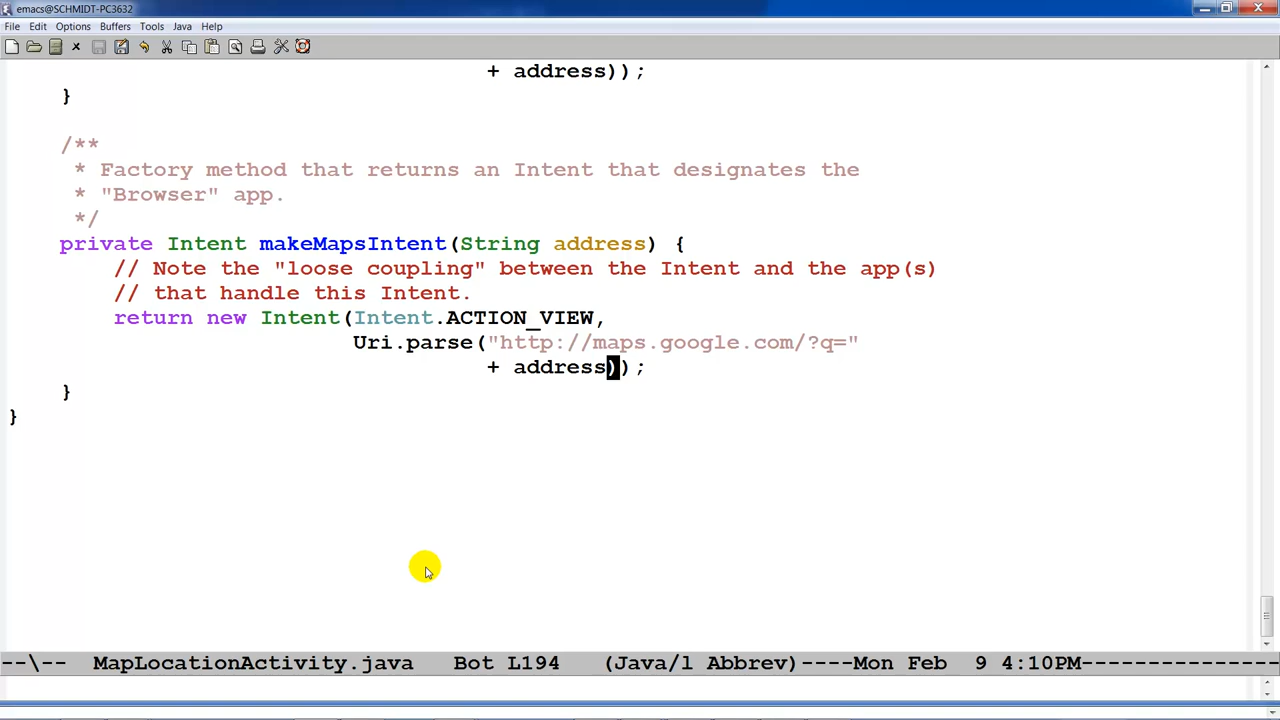 emacs@SCHMIDT-PC3632
File Edit Options Buffers Tools Java Help
+ address));
}
/**
* Factory method that returns an Intent that designates the
* "Browser" app.
*/
private Intent makeMapsIntent(String address) {
// Note the "loose coupling" between the Intent and the app(s)
// that handle this Intent.
return new Intent(Intent.ACTION_VIEW,
Uri.parse("http://maps.google.com/?q="
+ address));
}
}
--\-- MapLocationActivity.java Bot L194 (Java/l Abbrev)----Mon Feb 9 4:10PM---------------